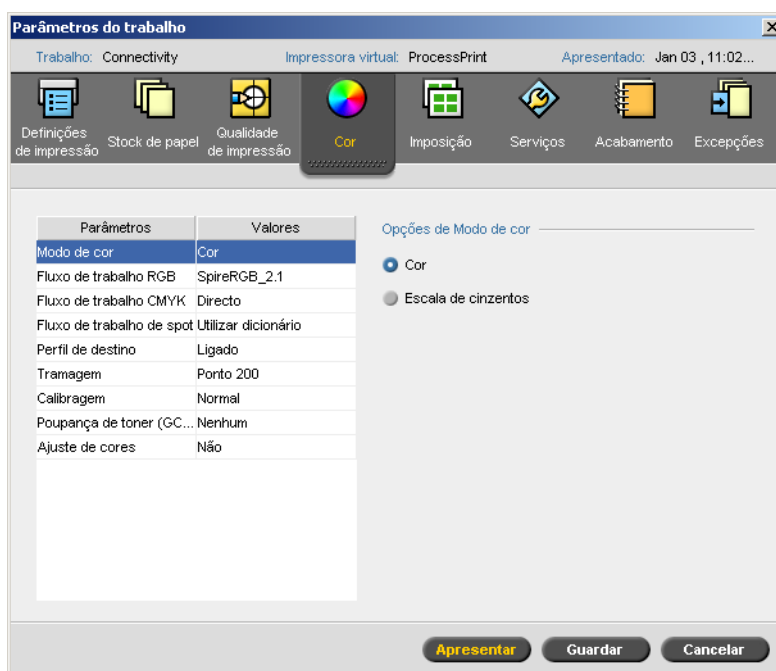 Parâmetros do trabalho
Trabalho: Connectivity Impressora virtual: ProcessPrint Apresentado: Jan 03 , 11:02...
Definições de impressão
Stock de papel
Qualidade de impressão
Cor
Imposição
Serviços
Acabamento
Excepções
Parâmetros Valores
Modo de cor Cor
Fluxo de trabalho RGB SpireRGB_2.1
Fluxo de trabalho CMYK Directo
Fluxo de trabalho de spot Utilizar dicionário
Perfil de destino Ligado
Tramagem Ponto 200
Calibragem Normal
Poupança de toner (GC... Nenhum
Ajuste de cores Não
Opções de Modo de cor
Cor
Escala de cinzentos
Apresentar Guardar Cancelar